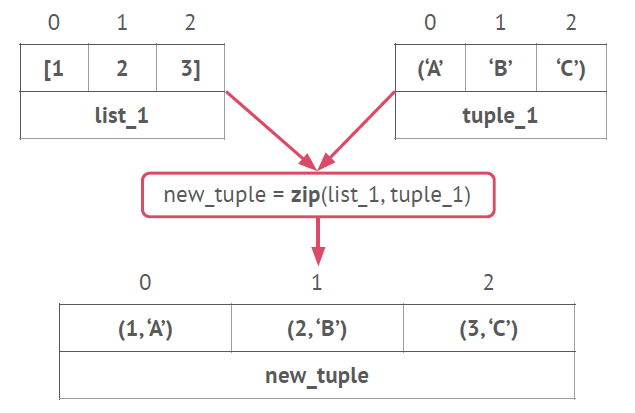 0 1 2
0 1 2
[1 2 3]
(‘A’ ‘B’ ‘C’)
list_1
tuple_1
new_tuple = zip(list_1, tuple_1)
0 1 2
(1, ‘A’) (2, ‘B’) (3, ‘C’)
new_tuple